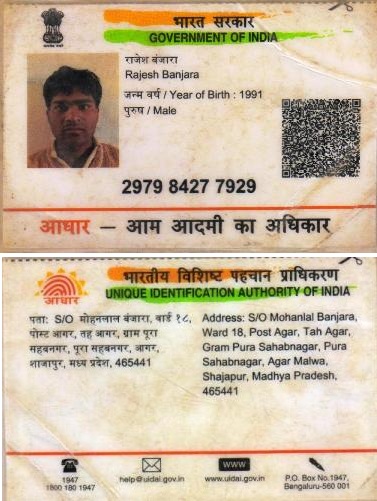 भारत सरकार
GOVERNMENT OF INDIA
राजेश बंजारा
Rajesh Banjara
जन्म वर्ष / Year of Birth : 1991
पुरुष / Male
2979 8427 7929
आधार – आम आदमी का अधिकार
भारतीय विशिष्ट पहचान प्राधिकरण
UNIQUE IDENTIFICATION AUTHORITY OF INDIA
आधार
पता: S/O मोहनलाल बंजारा, वार्ड १८,
पोस्ट आगर, तह आगर, ग्राम पूरा
सहबनगर, पूरा सहबनगर, आगर,
शाजापुर, मध्य प्रदेश, 465441
Address: S/O Mohanlal Banjara,
Ward 18, Post Agar, Tah Agar,
Gram Pura Sahabnagar, Pura
Sahabnagar, Agar Malwa,
Shajapur, Madhya Pradesh,
465441
1947
1800 180 1947
help@uidai.gov.in
www
www.uidai.gov.in
P.O. Box No.1947,
Bengaluru-560 001